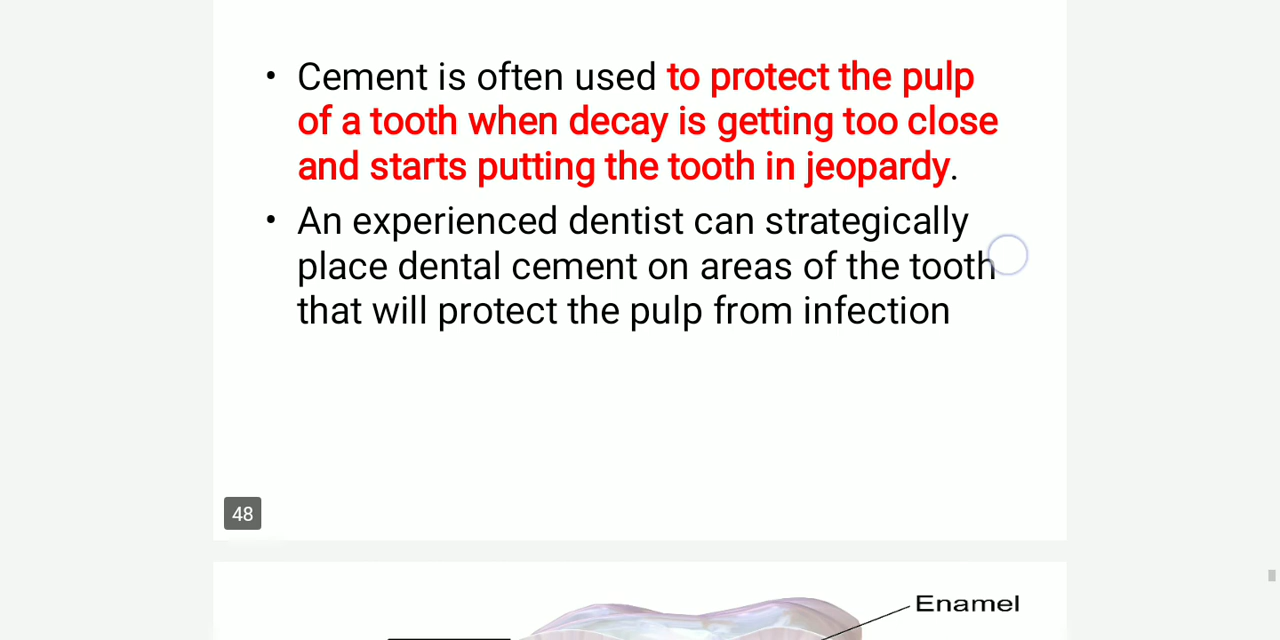 • Cement is often used to protect the pulp
of a tooth when decay is getting too close
and starts putting the tooth in jeopardy.
• An experienced dentist can strategically
place dental cement on areas of the tooth
that will protect the pulp from infection
48
Enamel